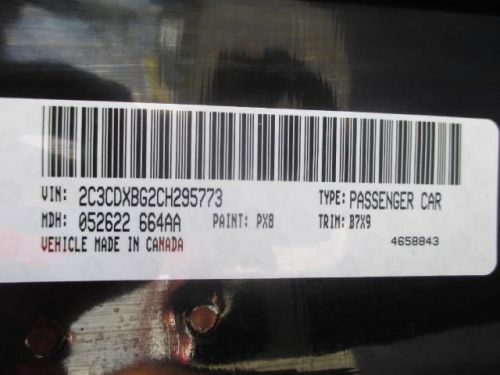 VIN: 2C3CDXBG2CH295773 TYPE: PASSENGER CAR
MDH: 052622 664AA PAINT: PX8 TRIM: B7X9
VEHICLE MADE IN CANADA 4658843